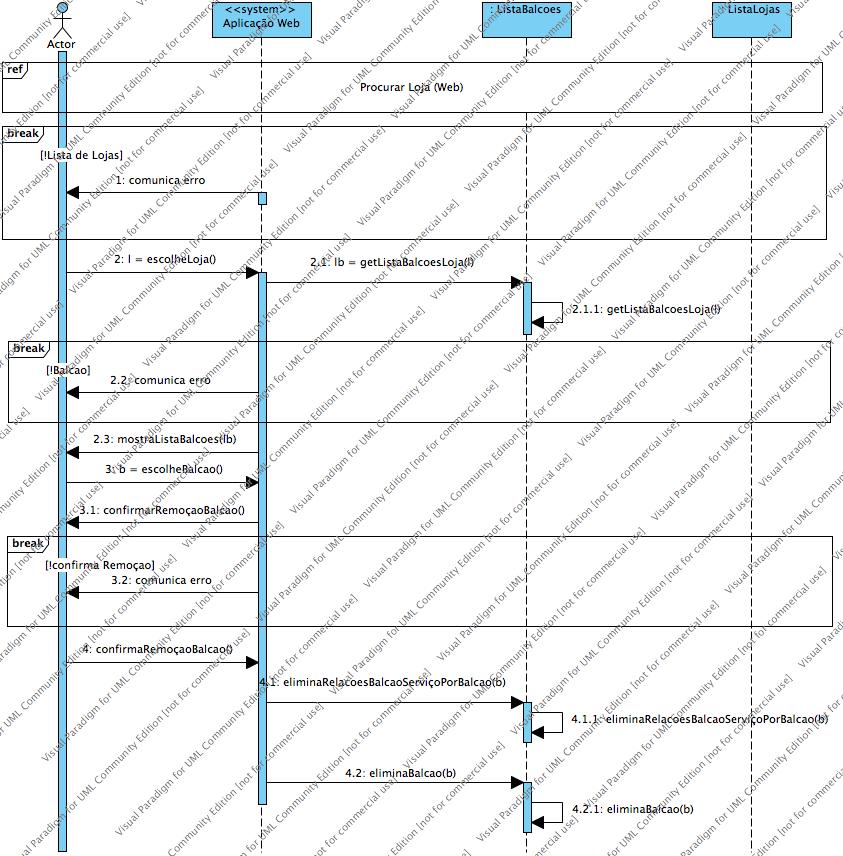 <<system>>
Aplicação Web
: ListaBalcoes
ListaLojas
Actor
ref
Procurar Loja (Web)
break
[!Lista de Lojas]
1: comunica erro
2: l = escolheLoja()
2.1: lb = getListaBalcoesLoja(l)
2.1.1: getListaBalcoesLoja(l)
break
[!Balcao]
2.2: comunica erro
2.3: mostraListaBalcoes(lb)
3: b = escolheBalcao()
3.1: confirmarRemoçaoBalcao()
break
[!confirma Remoçao]
3.2: comunica erro
4: confirmaRemoçaoBalcao()
4.1: eliminaRelacoesBalcaoServiçoPorBalcao(b)
4.1.1: eliminaRelacoesBalcaoServiçoPorBalcao(b)
4.2: eliminaBalcao(b)
4.2.1: eliminaBalcao(b)
Visual Paradigm for UML Community Edition [not for commercial use]